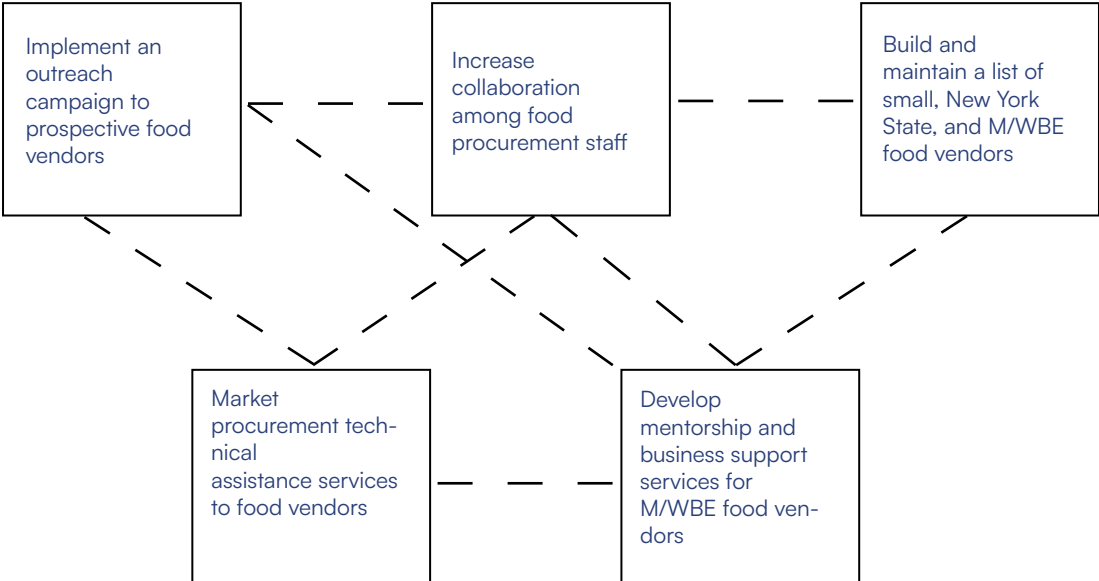 Implement an
outreach
campaign to
prospective food
vendors
Increase
collaboration
among food
procurement staff
Build and
maintain a list of
small, New York
State, and M/WBE
food vendors
Market
procurement tech-
nical
assistance services
to food vendors
Develop
mentorship and
business support
services for
M/WBE food ven-
dors